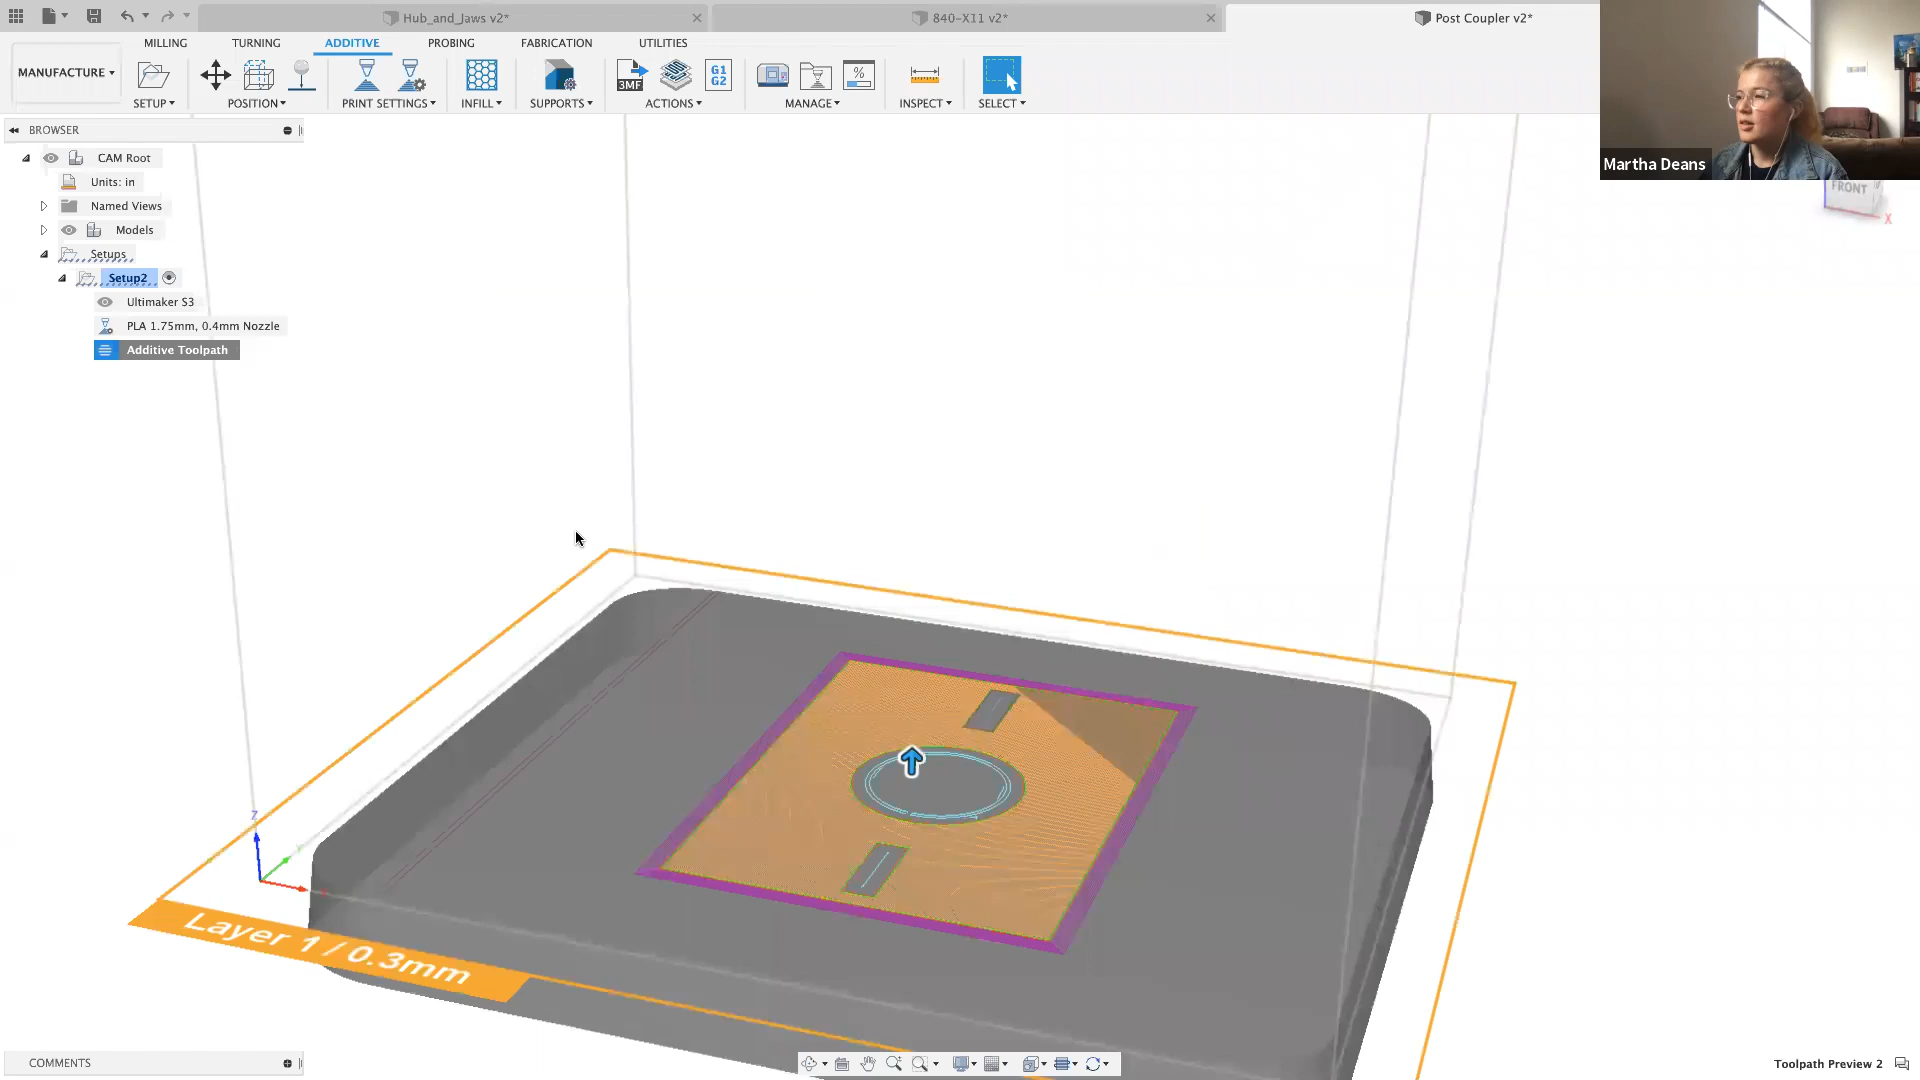 Hub_and_Jaws v2*
840-X11 v2*
Post Coupler v2*
MILLING
TURNING
ADDITIVE
PROBING
FABRICATION
UTILITIES
MANUFACTURE
3MF
G1
G2
%
SETUP
POSITION
PRINT SETTINGS
INFILL
SUPPORTS
ACTIONS
MANAGE
INSPECT
SELECT
BROWSER
CAM Root
Units: in
Named Views
Models
Setups
Setup2
Ultimaker S3
PLA 1.75mm, 0.4mm Nozzle
Additive Toolpath
Martha Deans
FRONT
X
Z
Layer 1 / 0.3mm
COMMENTS
Toolpath Preview 2